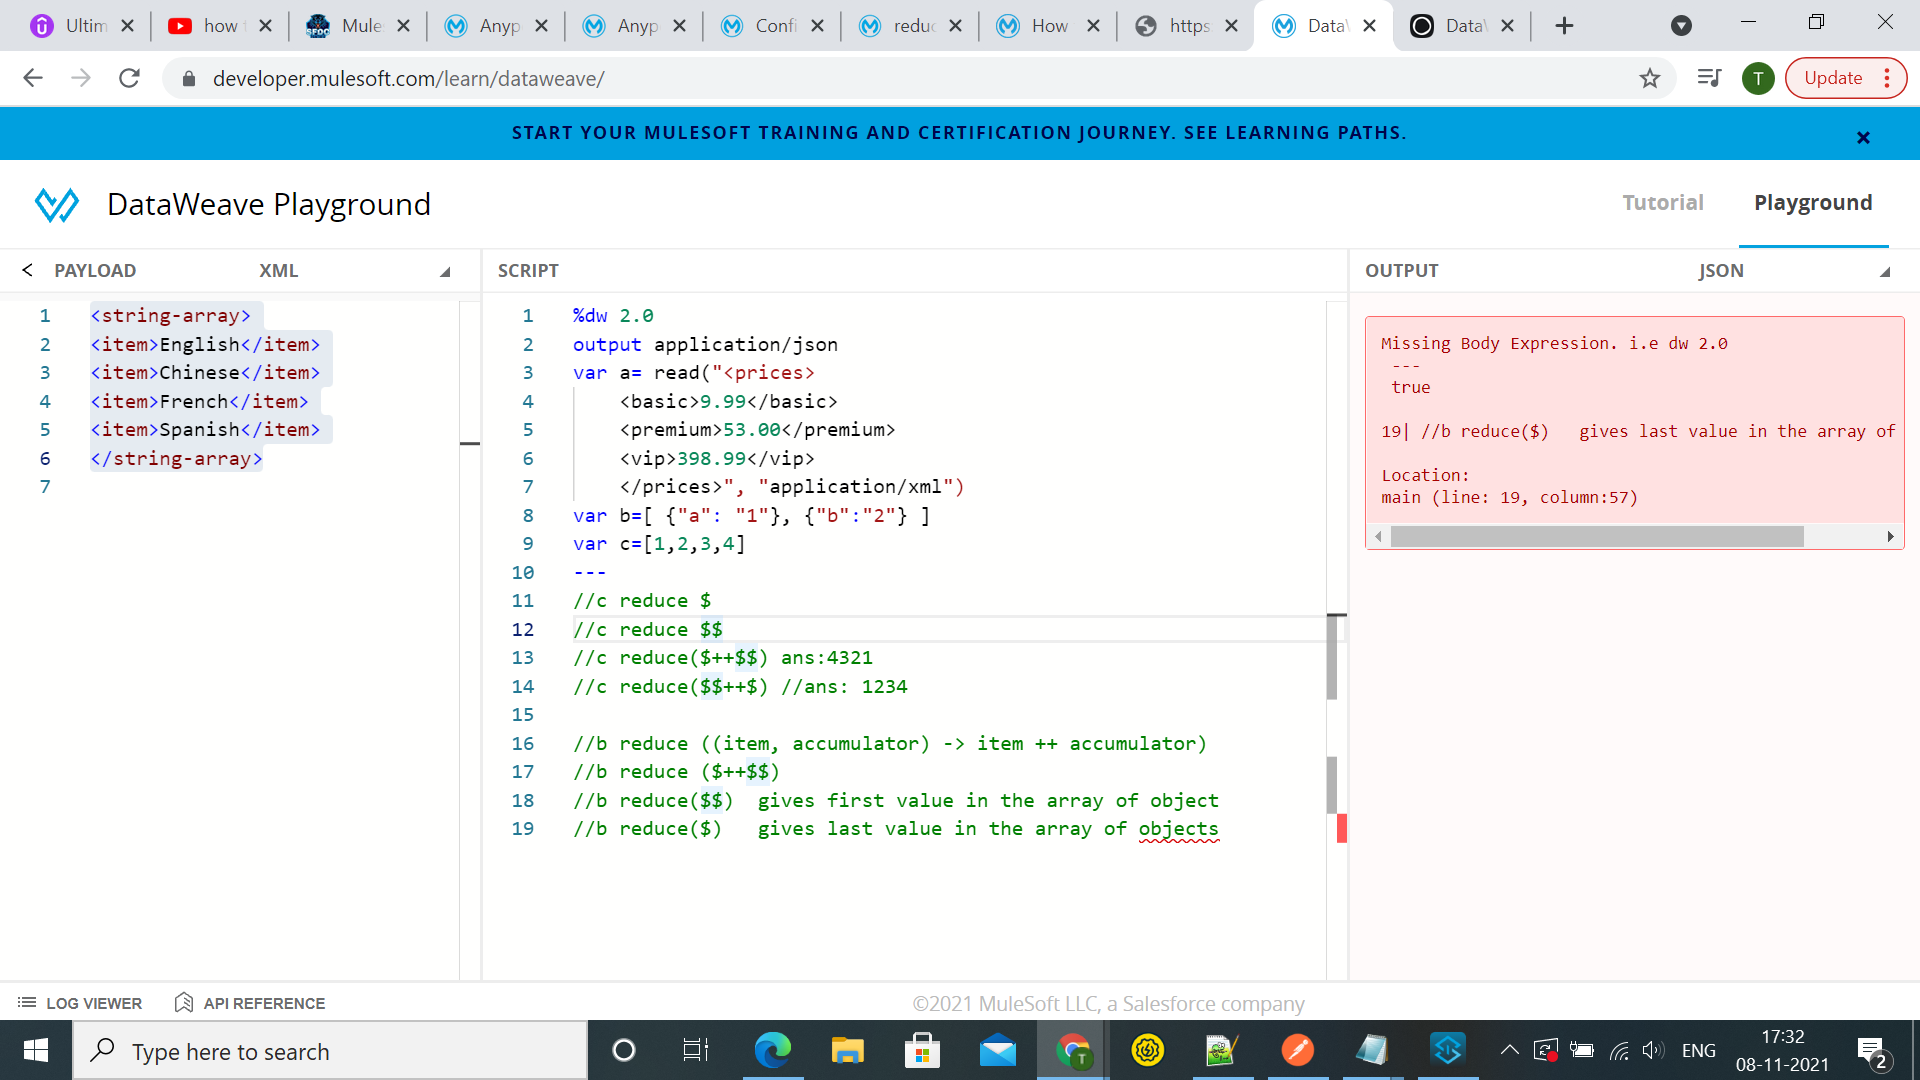 Ultim
how
Mule
Anyp
Anyp
Confi
reduc
How
https
Data
Data
developer.mulesoft.com/learn/dataweave/
T
Update
START YOUR MULESOFT TRAINING AND CERTIFICATION JOURNEY. SEE LEARNING PATHS.
DataWeave Playground
Tutorial
Playground
PAYLOAD
XML
1 <string-array>
2 <item>English</item>
3 <item>Chinese</item>
4 <item>French</item>
5 <item>Spanish</item>
6 </string-array>
7
SCRIPT
1 %dw 2.0
2 output application/json
3 var a= read("<prices>
4 <basic>9.99</basic>
5 <premium>53.00</premium>
6 <vip>398.99</vip>
7 </prices>", "application/xml")
8 var b=[ {"a": "1"}, {"b":"2"} ]
9 var c=[1,2,3,4]
10 ---
11 //c reduce $
12 //c reduce $$
13 //c reduce($++$$) ans:4321
14 //c reduce($$++$) //ans: 1234
15
16 //b reduce ((item, accumulator) -> item ++ accumulator)
17 //b reduce ($++$$)
18 //b reduce($$) gives first value in the array of object
19 //b reduce($) gives last value in the array of objects
OUTPUT
JSON
Missing Body Expression. i.e dw 2.0
---
true
19| //b reduce($) gives last value in the array of
Location:
main (line: 19, column:57)
LOG VIEWER
API REFERENCE
©2021 MuleSoft LLC, a Salesforce company
Type here to search
T
ENG
17:32
08-11-2021
2